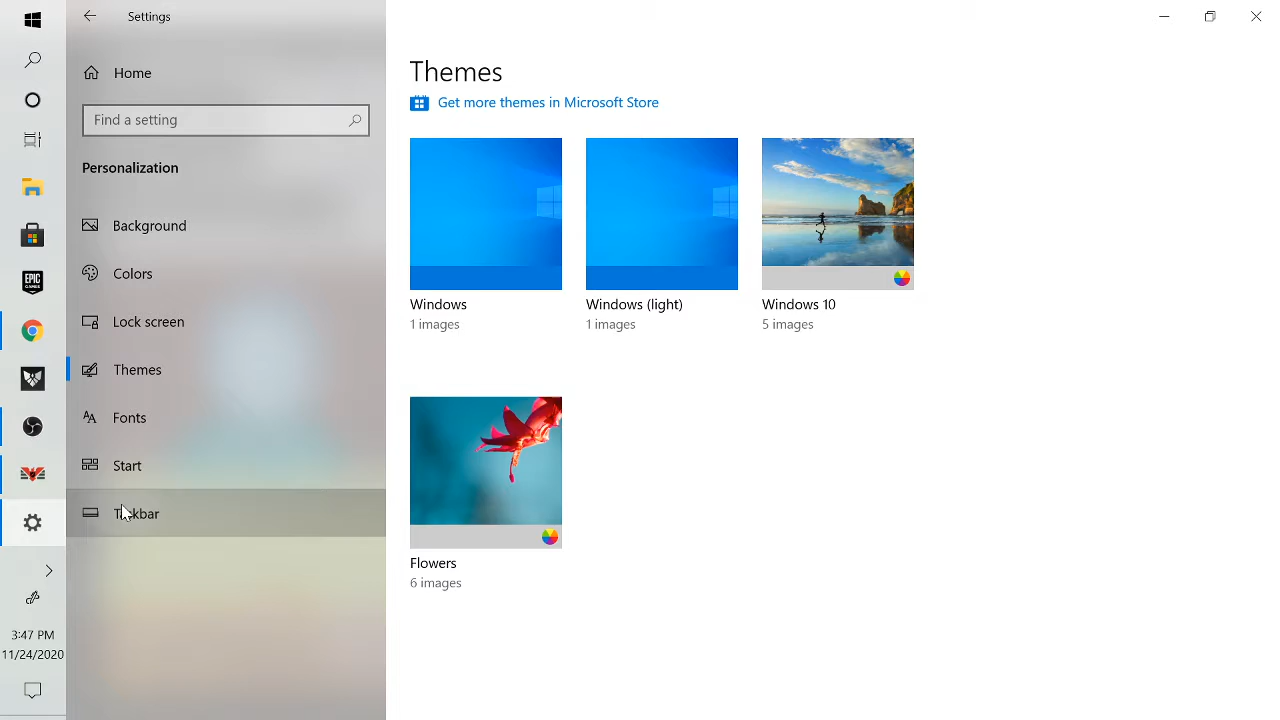 Settings
Home
Find a setting
Personalization
Background
Colors
Lock screen
Themes
Fonts
Start
Taskbar
EPIC
GAMES
3:47 PM
11/24/2020
Themes
Get more themes in Microsoft Store
Windows
1 images
Windows (light)
1 images
Windows 10
5 images
Flowers
6 images